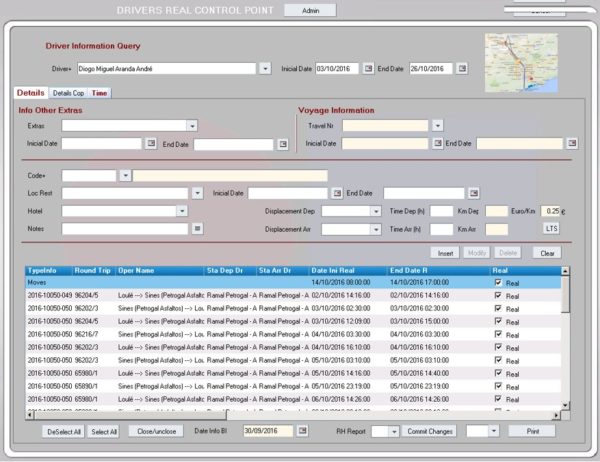 DRIVERS REAL CONTROL POINT Admin
Driver Information Query
Driver+ Diogo Miguel Aranda André Inicial Date 03/10/2016 End Date 26/10/2016
Details Details Cop Time
Info Other Extras Voyage Information
Extras Travel Nr
Inicial Date End Date Inicial Date End Date
Code+
Loc Rest Inicial Date End Date
Hotel Displacement Dep Time Dep (h) Km Dep Euro/Km 0.25 €
Notes Displacement Arr Time Arr (h) Km Arr LTS
Insert Modify Delete Clear
TypeInfo Round Trip Oper Name Sta Dep Dr Sta Arr Dr Date Ini Real End Date R Real
Moves 14/10/2016 08:00:00 14/10/2016 17:00:00 Real
2016-10050-049 96204/5 Loulé --> Sines (Petrogal Asfalto Ramal Petrogal - A Ramal Petrogal - A 02/10/2016 14:16:00 02/10/2016 14:16:00 Real
2016-10050-050 96202/3 Sines (Petrogal Asfaltos) --> Lou Ramal Petrogal - A Ramal Petrogal - A 03/10/2016 02:30:00 03/10/2016 02:30:00 Real
2016-10050-050 96204/5 Loulé --> Sines (Petrogal Asfalto Ramal Petrogal - A Ramal Petrogal - A 03/10/2016 12:09:00 03/10/2016 15:00:00 Real
2016-10050-050 96216/7 Sines (Petrogal Asfaltos) --> Lou Ramal Petrogal - A Ramal Petrogal - A 04/10/2016 03:30:00 04/10/2016 03:30:00 Real
2016-10050-050 96202/3 Loulé --> Sines (Petrogal Asfalto Ramal Petrogal - A Ramal Petrogal - A 04/10/2016 16:10:00 04/10/2016 16:10:00 Real
2016-10050-050 96202/3 Sines (Petrogal Asfaltos) --> Lou Ramal Petrogal - A Ramal Petrogal - A 05/10/2016 03:10:00 05/10/2016 03:10:00 Real
2016-10050-050 65980/1 Loulé --> Sines (Petrogal Asfalto Ramal Petrogal - A Ramal Petrogal - A 05/10/2016 14:16:00 05/10/2016 14:40:00 Real
2016-10050-050 65890/1 Sines (Petrogal Asfaltos) --> Lou Ramal Petrogal - A Ramal Petrogal - A 05/10/2016 23:19:00 05/10/2016 23:19:00 Real
2016-10050-050 65980/1 Loulé --> Sines (Petrogal Asfalto Ramal Petrogal - A Ramal Petrogal - A 06/10/2016 14:26:00 06/10/2016 14:26:00 Real
DeSelect All Select All Close/unclose Date Info BI 30/09/2016 RH Report Commit Changes Print